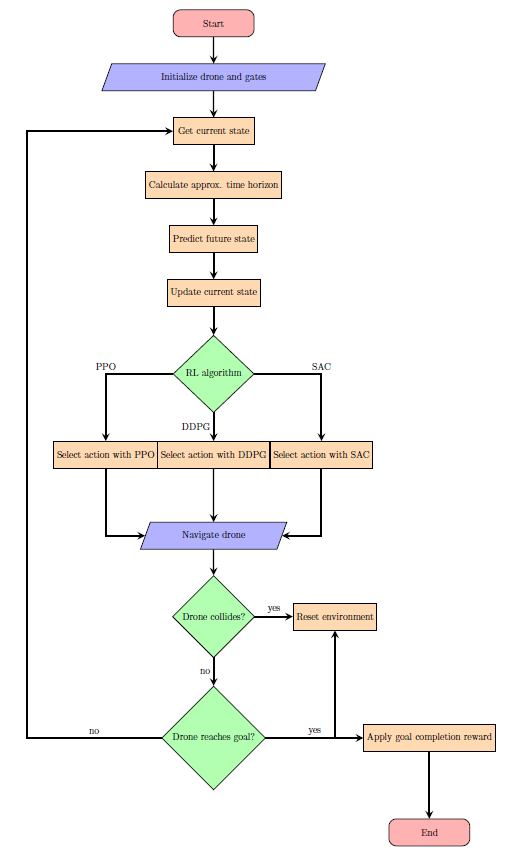 Start
Initialize drone and gates
Get current state
Calculate approx. time horizon
Predict future state
Update current state
RL algorithm
PPO
SAC
DDPG
Select action with PPO
Select action with DDPG
Select action with SAC
Navigate drone
Drone collides?
yes
Reset environment
no
Drone reaches goal?
no
yes
Apply goal completion reward
End